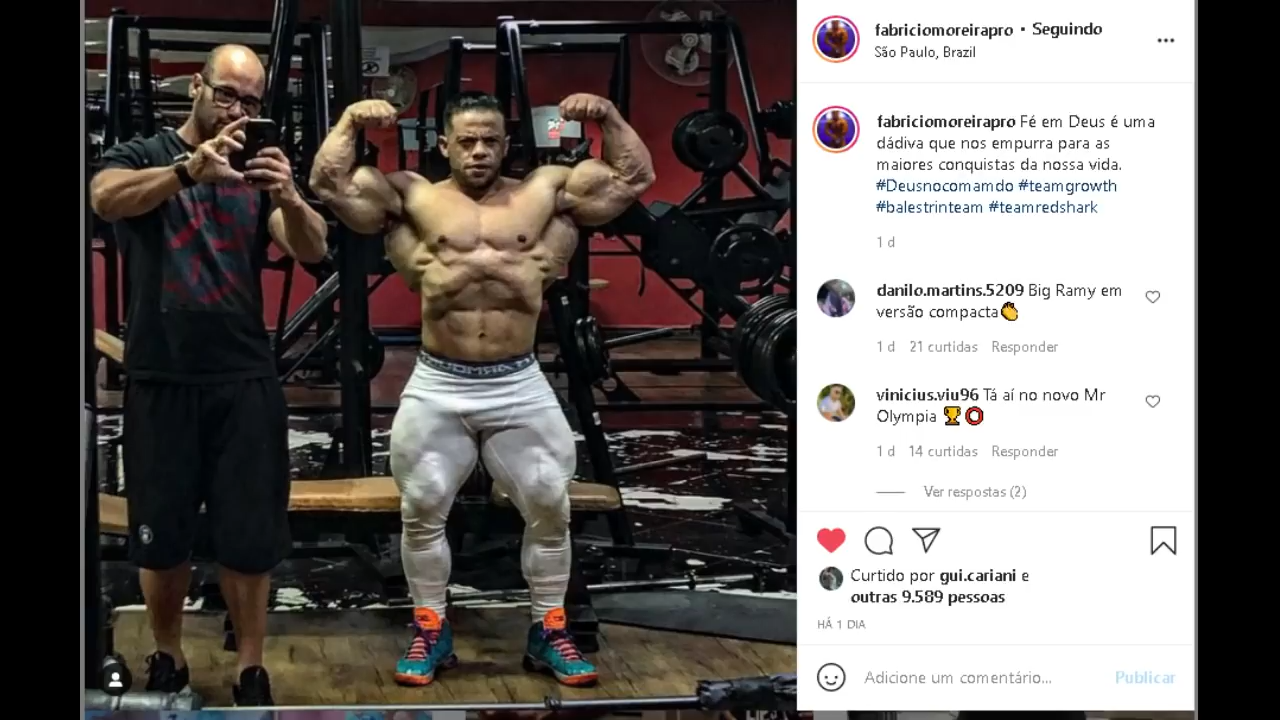 fabriciomoreirapro • Seguindo
São Paulo, Brazil
fabriciomoreirapro Fé em Deus é uma
dádiva que nos empurra para as
maiores conquistas da nossa vida.
#Deusnocomamdo #teamgrowth
#balestrinteam #teamredshark
1 d
danilo.martins.5209 Big Ramy em
versão compacta👏
1 d 21 curtidas Responder
vinicius.viu96 Tá aí no novo Mr
Olympia 🏆⭕
1 d 14 curtidas Responder
Ver respostas (2)
Curtido por gui.cariani e
outras 9.589 pessoas
HÁ 1 DIA
Adicione um comentário... Publicar